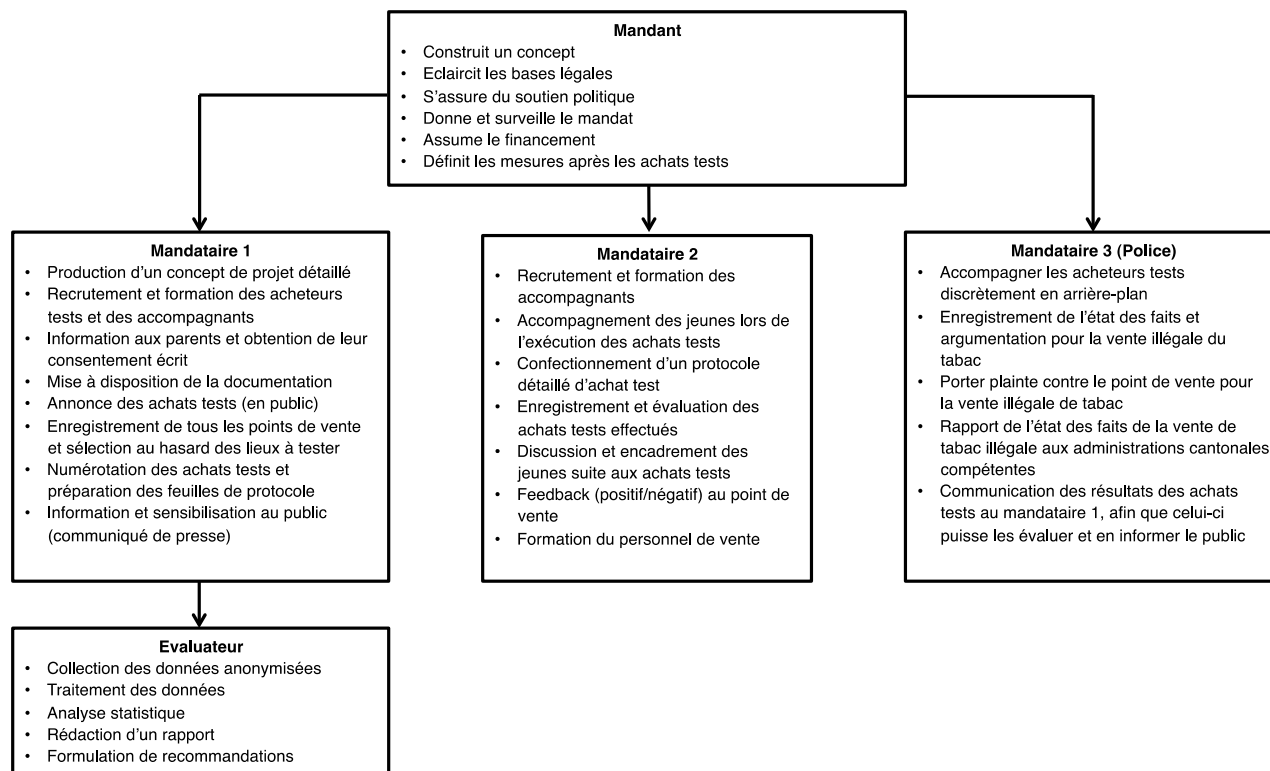 Mandant
• Construit un concept
• Eclaircit les bases légales
• S'assure du soutien politique
• Donne et surveille le mandat
• Assume le financement
• Définit les mesures après les achats tests
Mandataire 1
• Production d'un concept de projet détaillé
• Recrutement et formation des acheteurs
tests et des accompagnants
• Information aux parents et obtention de leur
consentement écrit
• Mise à disposition de la documentation
• Annonce des achats tests (en public)
• Enregistrement de tous les points de vente
et sélection au hasard des lieux à tester
• Numérotation des achats tests et
préparation des feuilles de protocole
• Information et sensibilisation au public
(communiqué de presse)
Mandataire 2
• Recrutement et formation des
accompagnants
• Accompagnement des jeunes lors de
l'exécution des achats tests
• Confectionnement d'un protocole
détaillé d'achat test
• Enregistrement et évaluation des
achats tests effectués
• Discussion et encadrement des
jeunes suite aux achats tests
• Feedback (positif/négatif) au point de
vente
• Formation du personnel de vente
Mandataire 3 (Police)
• Accompagner les acheteurs tests
discrètement en arrière-plan
• Enregistrement de l'état des faits et
argumentation pour la vente illégale du
tabac
• Porter plainte contre le point de vente pour
la vente illégale de tabac
• Rapport de l'état des faits de la vente de
tabac illégale aux administrations cantonales
compétentes
• Communication des résultats des achats
tests au mandataire 1, afin que celui-ci
puisse les évaluer et en informer le public
Evaluateur
• Collection des données anonymisées
• Traitement des données
• Analyse statistique
• Rédaction d'un rapport
• Formulation de recommandations